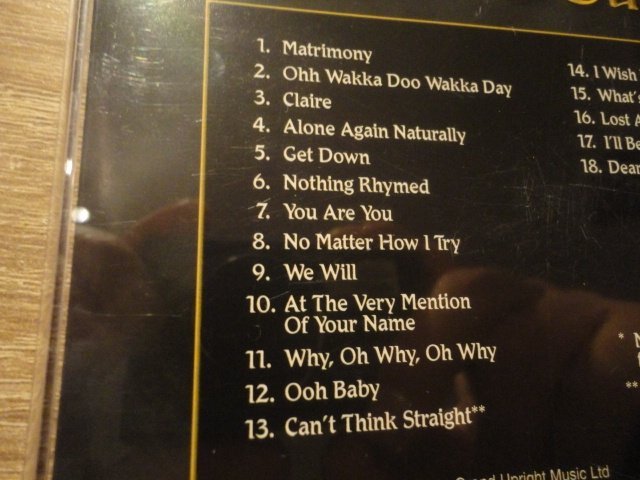 1. Matrimony
2. Ohh Wakka Doo Wakka Day
3. Claire
4. Alone Again Naturally
5. Get Down
6. Nothing Rhymed
7. You Are You
8. No Matter How I Try
9. We Will
10. At The Very Mention
Of Your Name
11. Why, Oh Why, Oh Why
12. Ooh Baby
13. Can't Think Straight**
14. I Wish
15. What's
16. Lost
17. I'll Be
18. Dear
*
**
Upright Music Ltd